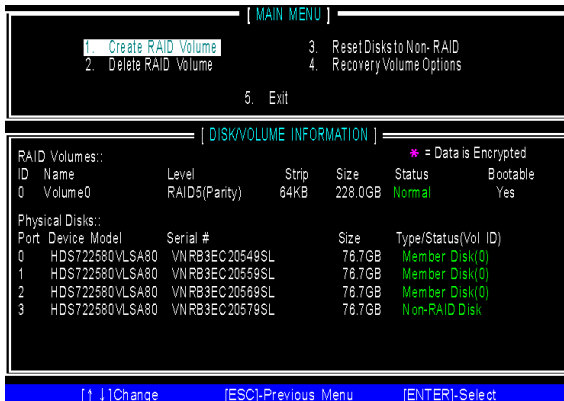 [ MAIN MENU ]
1. Create RAID Volume 3. Reset Disks to Non- RAID
2. Delete RAID Volume 4. Recovery Volume Options
5. Exit
[ DISK/VOLUME INFORMATION ]
* = Data is Encrypted
RAID Volumes::
ID Name Level Strip Size Status Bootable
0 Volume0 RAID5(Parity) 64KB 228.0GB Normal Yes
Physical Disks::
Port Device Model Serial # Size Type/Status(Vol ID)
0 HDS722580VLSA80 VNRB3EC20549SL 76.7GB Member Disk(0)
1 HDS722580VLSA80 VNRB3EC20559SL 76.7GB Member Disk(0)
2 HDS722580VLSA80 VNRB3EC20569SL 76.7GB Member Disk(0)
3 HDS722580VLSA80 VNRB3EC20579SL 76.7GB Non-RAID Disk
[↑↓]Change [ESC]-Previous Menu [ENTER]-Select